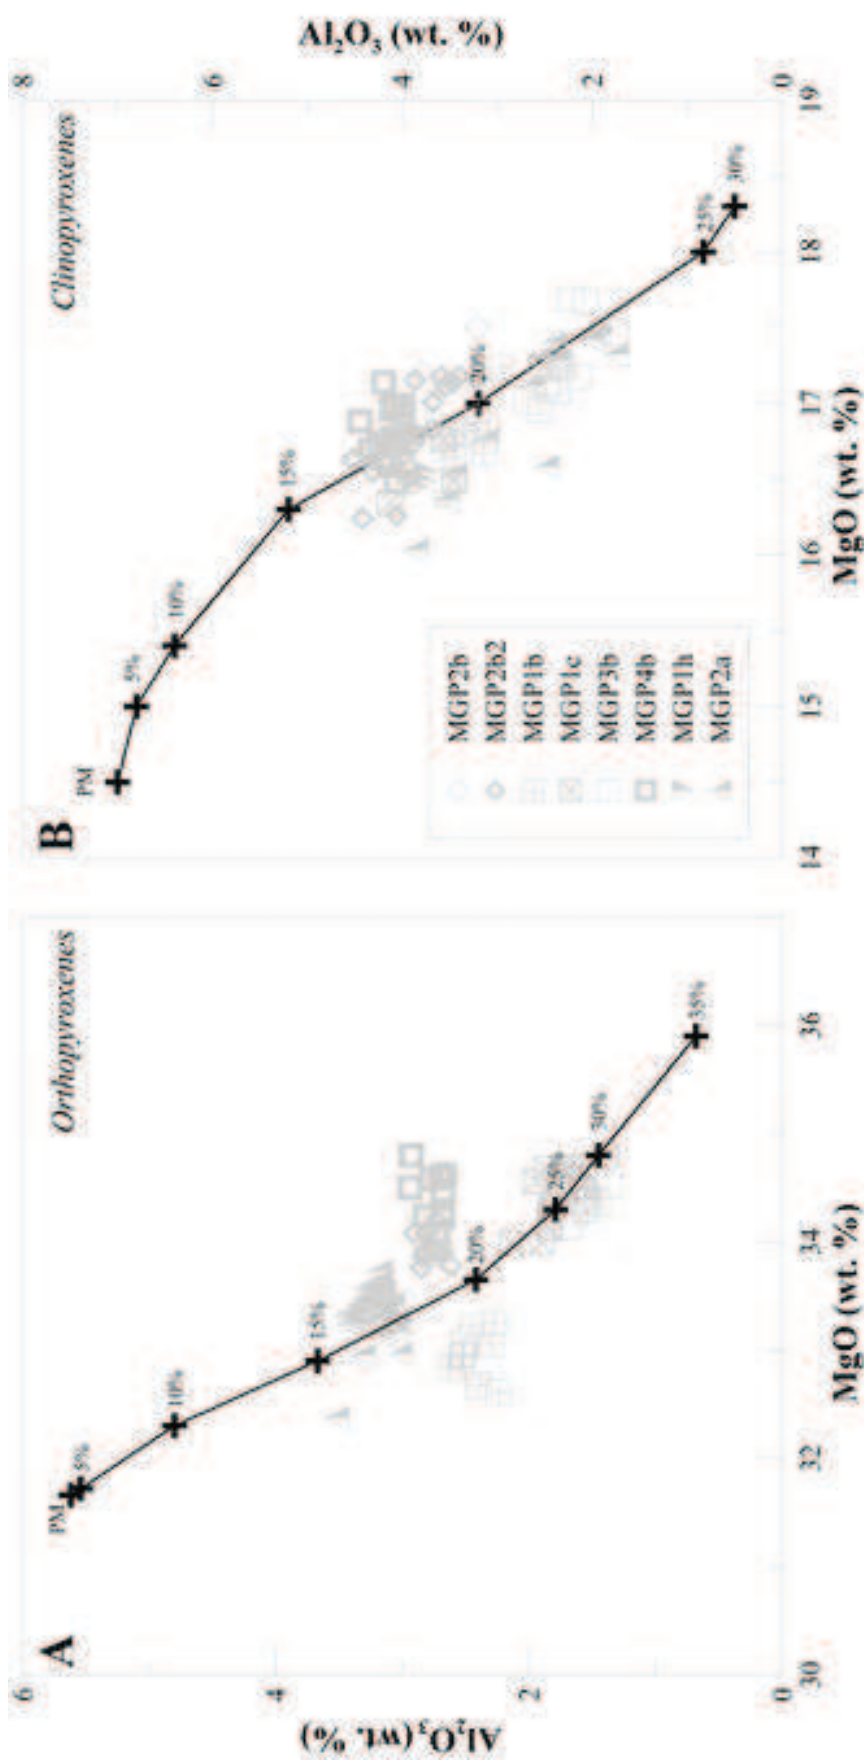 A
Orthopyroxenes
Al₂O₃ (wt. %)
6
4
2
0
PM
5%
10%
15%
20%
25%
30%
35%
30
32
34
36
MgO (wt. %)
B
Clinopyroxenes
Al₂O₃ (wt. %)
8
6
4
2
0
PM
5%
10%
15%
20%
25%
30%
MGP2b
MGP2b2
MGP1b
MGP1c
MGP3b
MGP4b
MGP1h
MGP2a
14
15
16
17
18
19
MgO (wt. %)